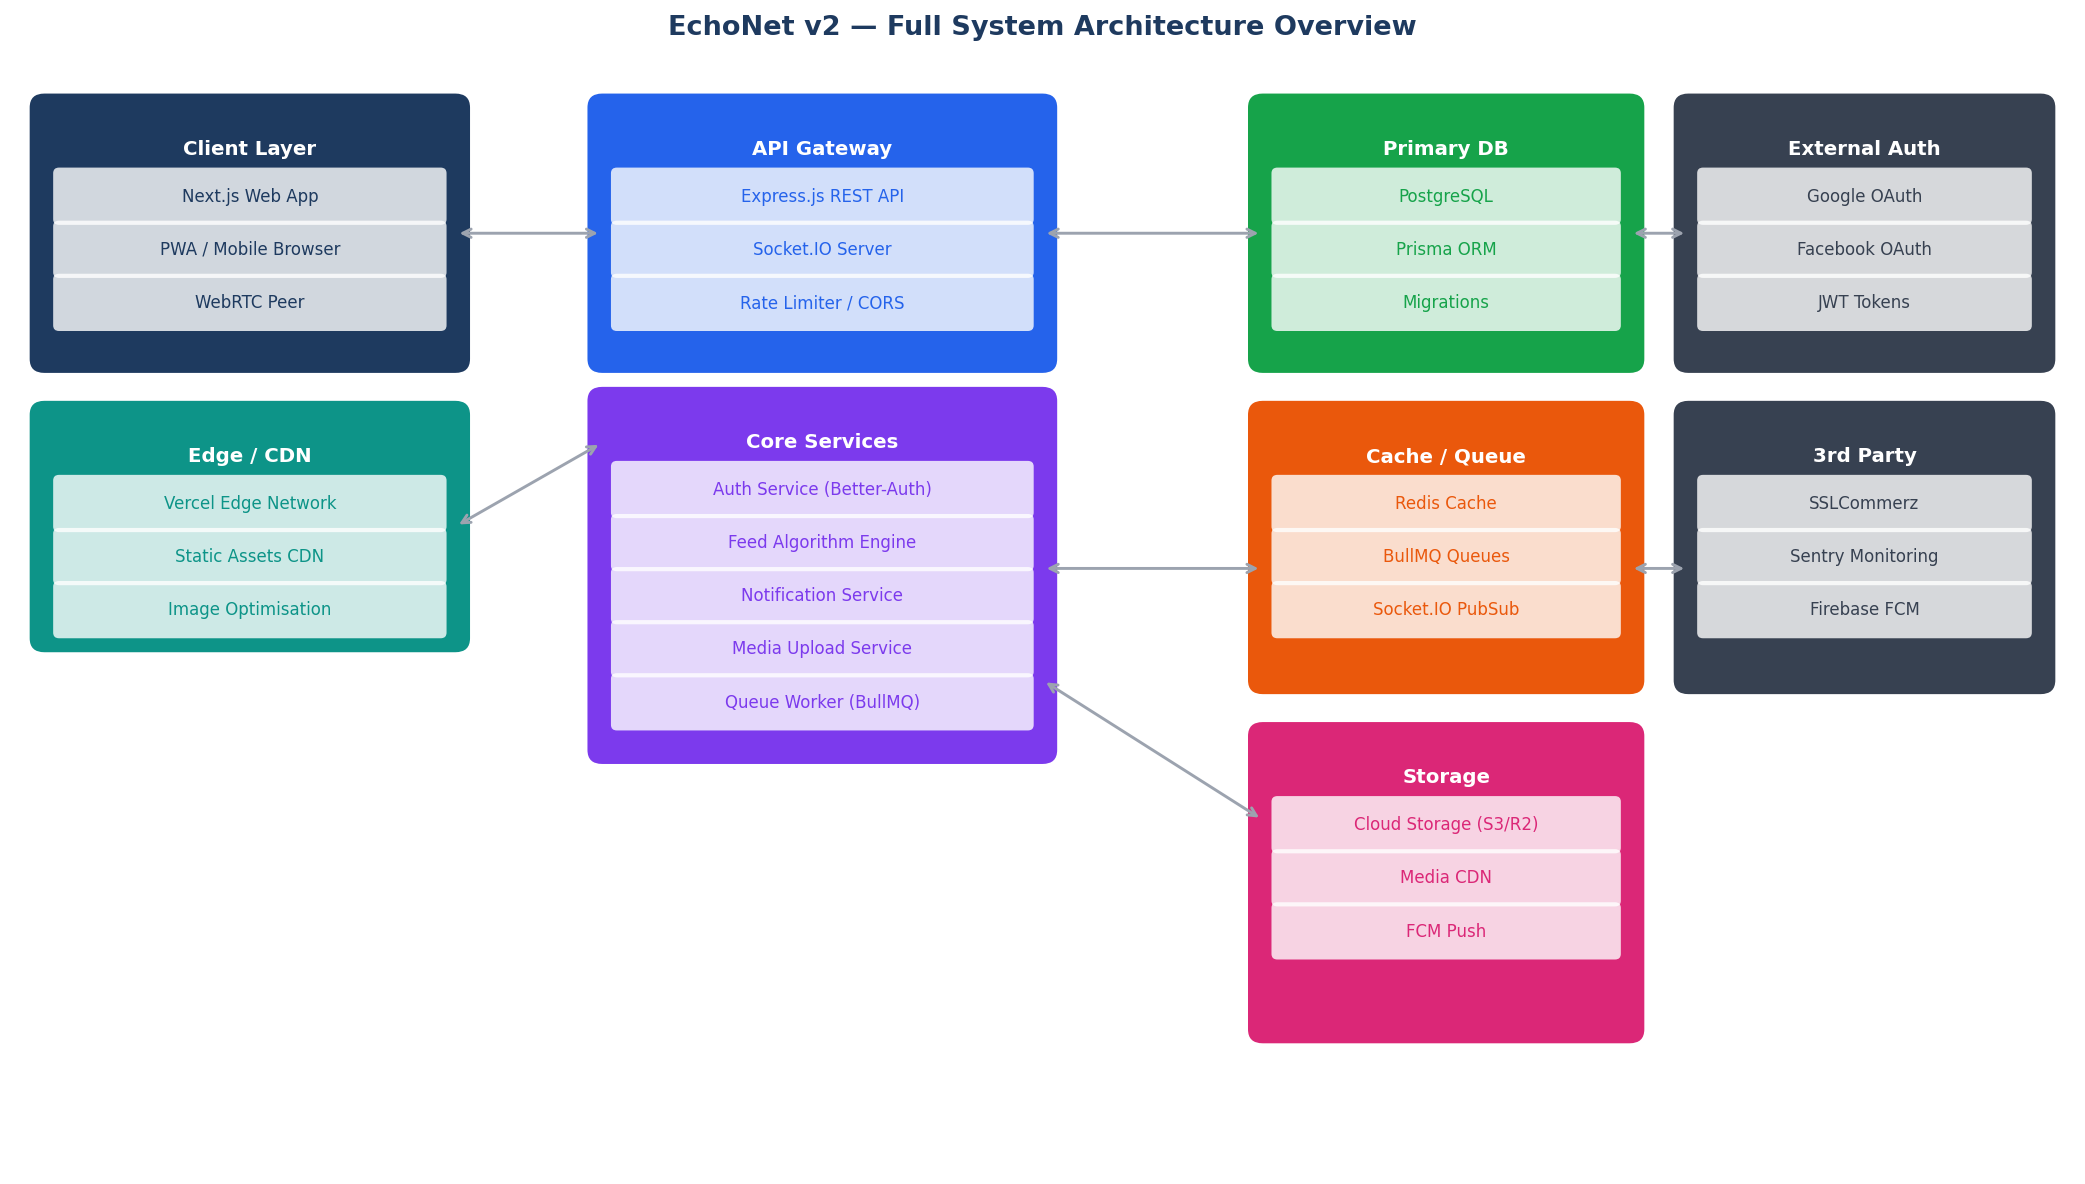 EchoNet v2 — Full System Architecture Overview
Client Layer
Next.js Web App
PWA / Mobile Browser
WebRTC Peer
API Gateway
Express.js REST API
Socket.IO Server
Rate Limiter / CORS
Primary DB
PostgreSQL
Prisma ORM
Migrations
External Auth
Google OAuth
Facebook OAuth
JWT Tokens
Edge / CDN
Vercel Edge Network
Static Assets CDN
Image Optimisation
Core Services
Auth Service (Better-Auth)
Feed Algorithm Engine
Notification Service
Media Upload Service
Queue Worker (BullMQ)
Cache / Queue
Redis Cache
BullMQ Queues
Socket.IO PubSub
3rd Party
SSLCommerz
Sentry Monitoring
Firebase FCM
Storage
Cloud Storage (S3/R2)
Media CDN
FCM Push